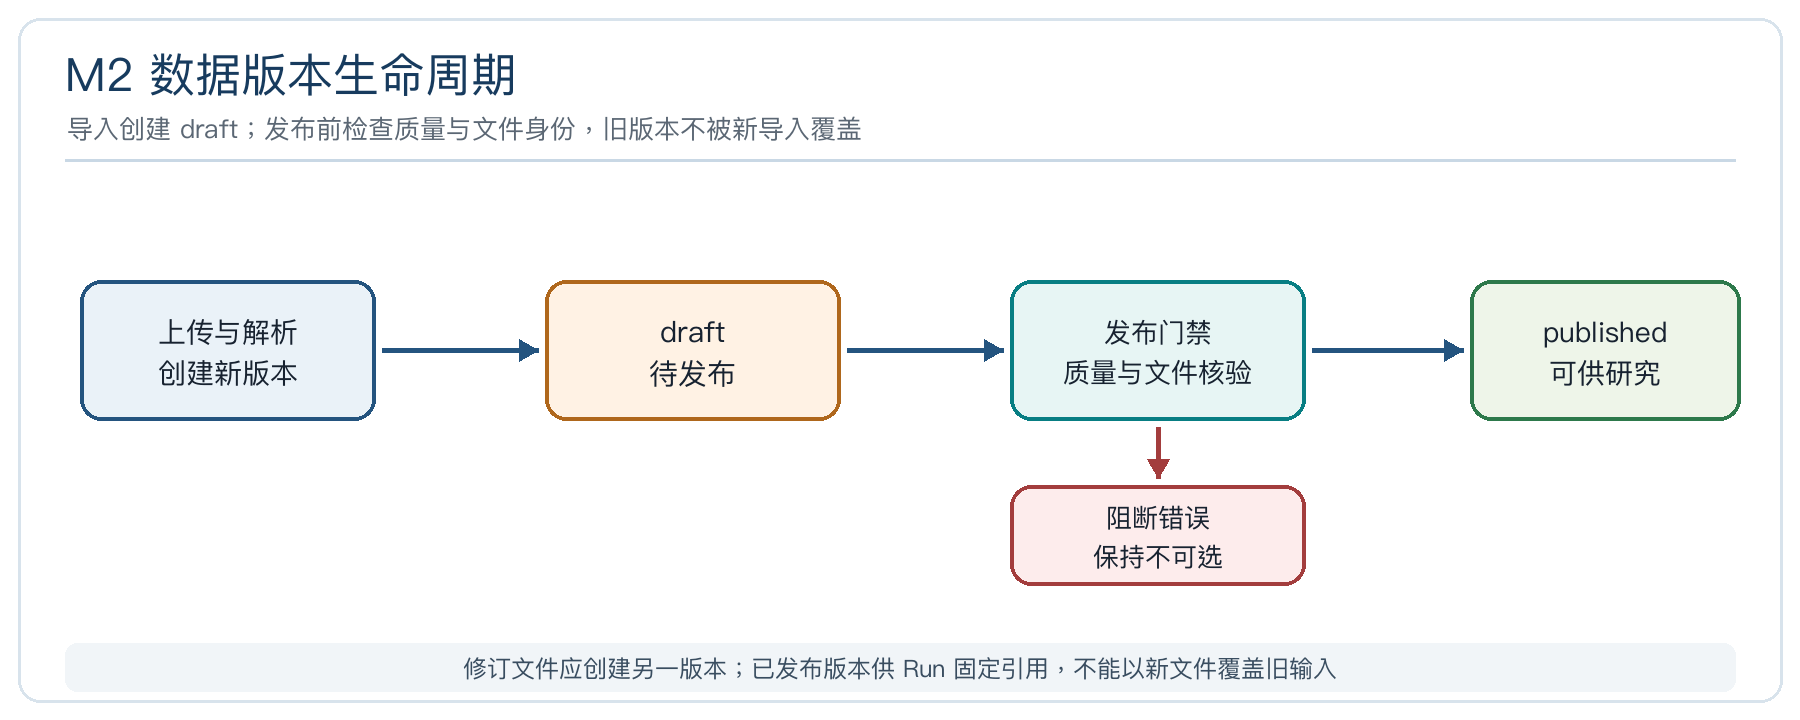 M2 数据版本生命周期
导入创建 draft；发布前检查质量与文件身份，旧版本不被新导入覆盖
上传与解析
创建新版本
draft
待发布
发布门禁
质量与文件核验
published
可供研究
阻断错误
保持不可选
修订文件应创建另一版本；已发布版本供 Run 固定引用，不能以新文件覆盖旧输入